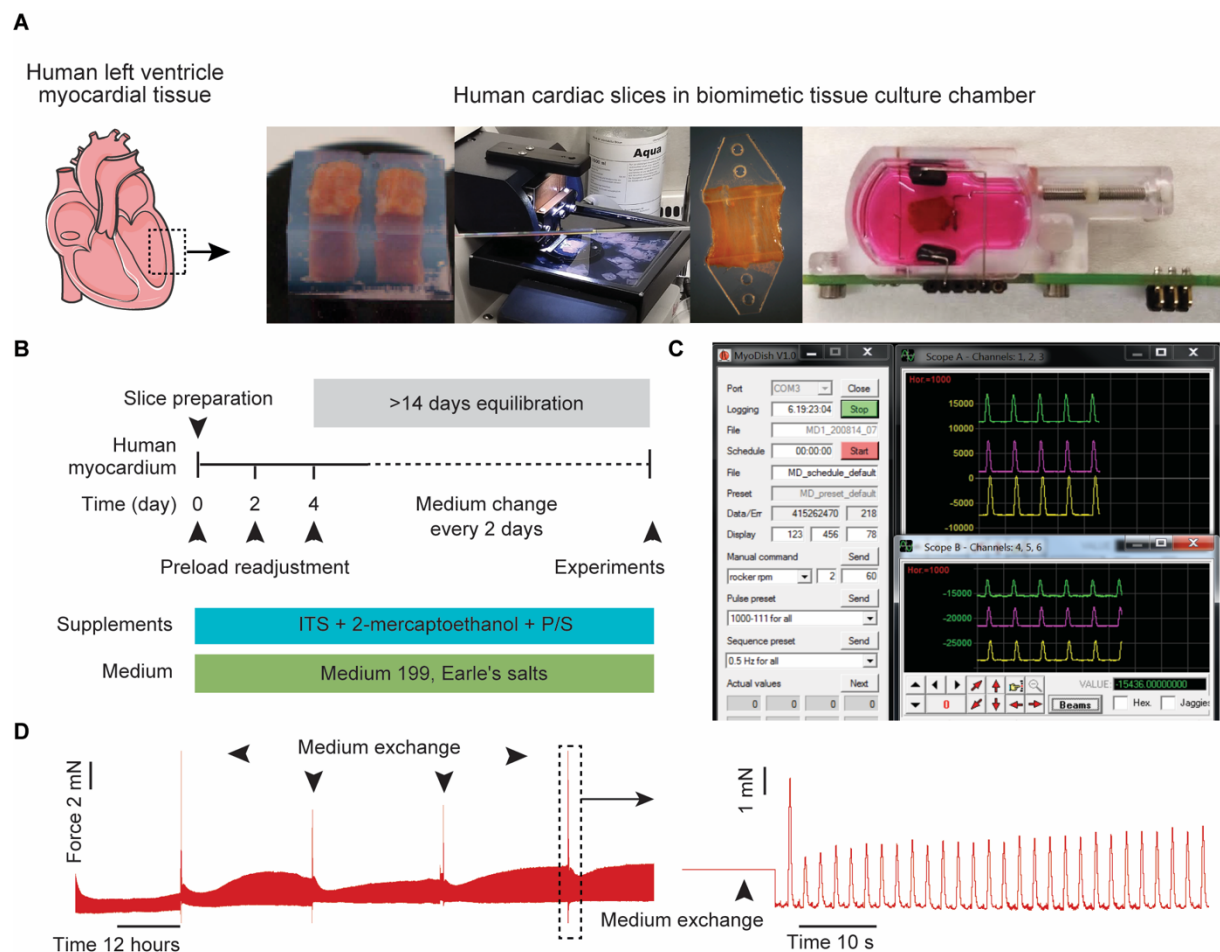 A
Human left ventricle
myocardial tissue
Human cardiac slices in biomimetic tissue culture chamber
Aqua
B
Slice preparation
>14 days equilibration
Human
myocardium
Time (day) 0 2 4
Medium change
every 2 days
Preload readjustment
Experiments
Supplements
ITS + 2-mercaptoethanol + P/S
Medium
Medium 199, Earle's salts
C
MyoDish V1.0
Port COM3 Close
Logging 6.19:23:04 Stop
File MD1_200814_07
Schedule 00:00:00 Start
File MD_schedule_default
Preset MD_preset_default
Data/Err 415262470 218
Display 123 456 78
Manual command Send
rocker rpm 2 60
Pulse preset Send
1000-111 for all
Sequence preset Send
0.5 Hz for all
Actual values Next
0 0 0 0
Scope A - Channels: 1, 2, 3
Hor.=1000
15000
10000
5000
0
-5000
-10000
Scope B - Channels: 4, 5, 6
Hor.=1000
-15000
-20000
-25000
VALUE: -15436.00000000
0 Beams Hex. Jaggie
D
Force 2 mN
Medium exchange
Time 12 hours
1 mN
Medium exchange
Time 10 s